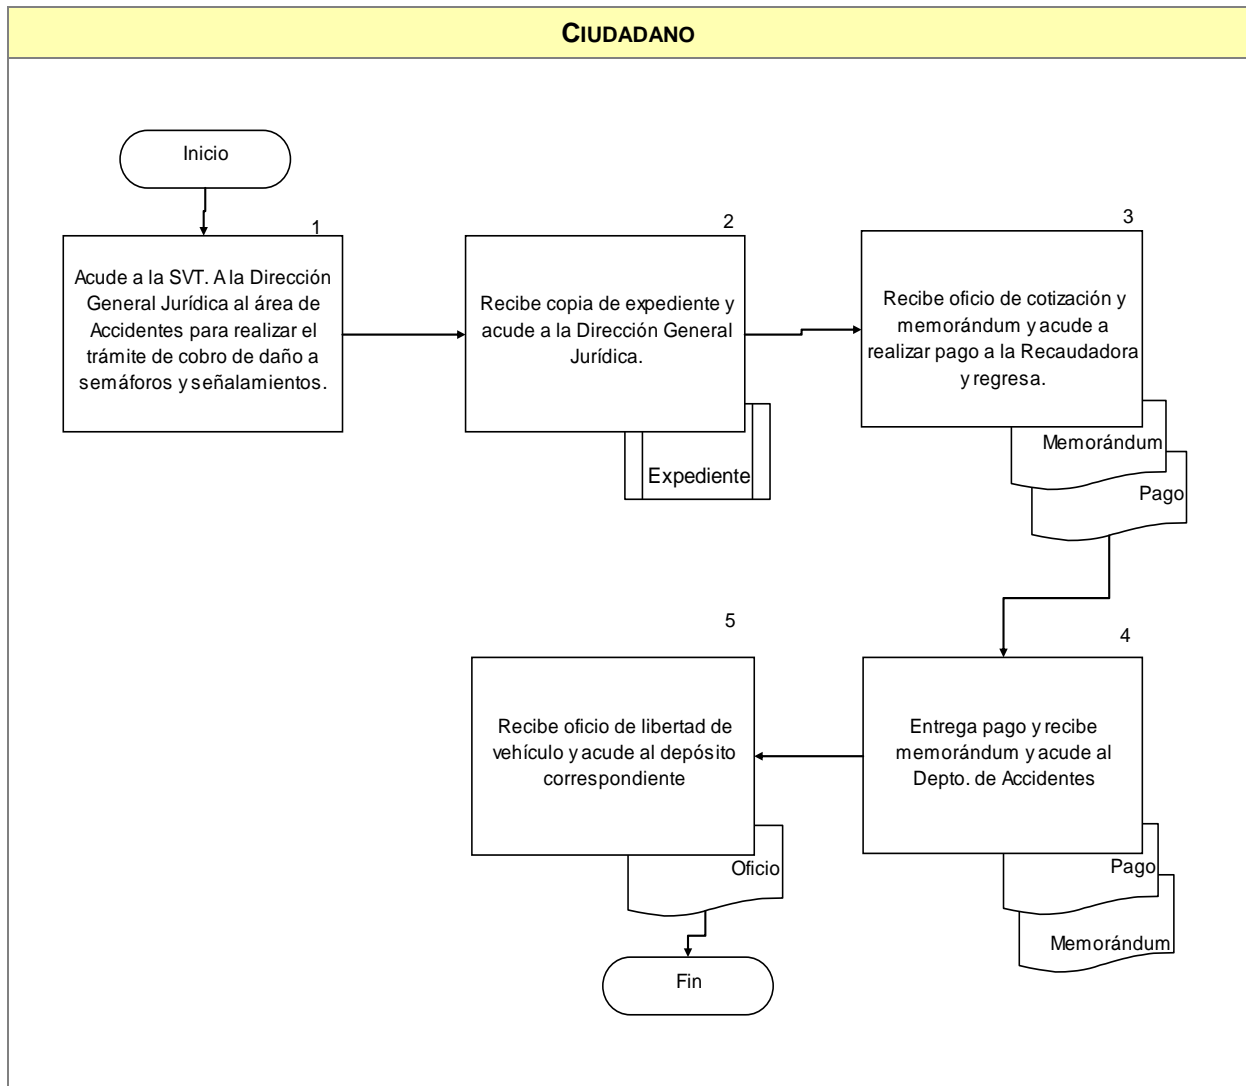 CIUDADANO
Inicio
1
Acude a la SVT. A la Dirección
General Jurídica al área de
Accidentes para realizar el
trámite de cobro de daño a
semáforos y señalamientos.
2
Recibe copia de expediente y
acude a la Dirección General
Jurídica.
Expediente
3
Recibe oficio de cotización y
memorándum y acude a
realizar pago a la Recaudadora
y regresa.
Memorándum
Pago
4
Entrega pago y recibe
memorándum y acude al
Depto. de Accidentes
Pago
Memorándum
5
Recibe oficio de libertad de
vehículo y acude al depósito
correspondiente
Oficio
Fin